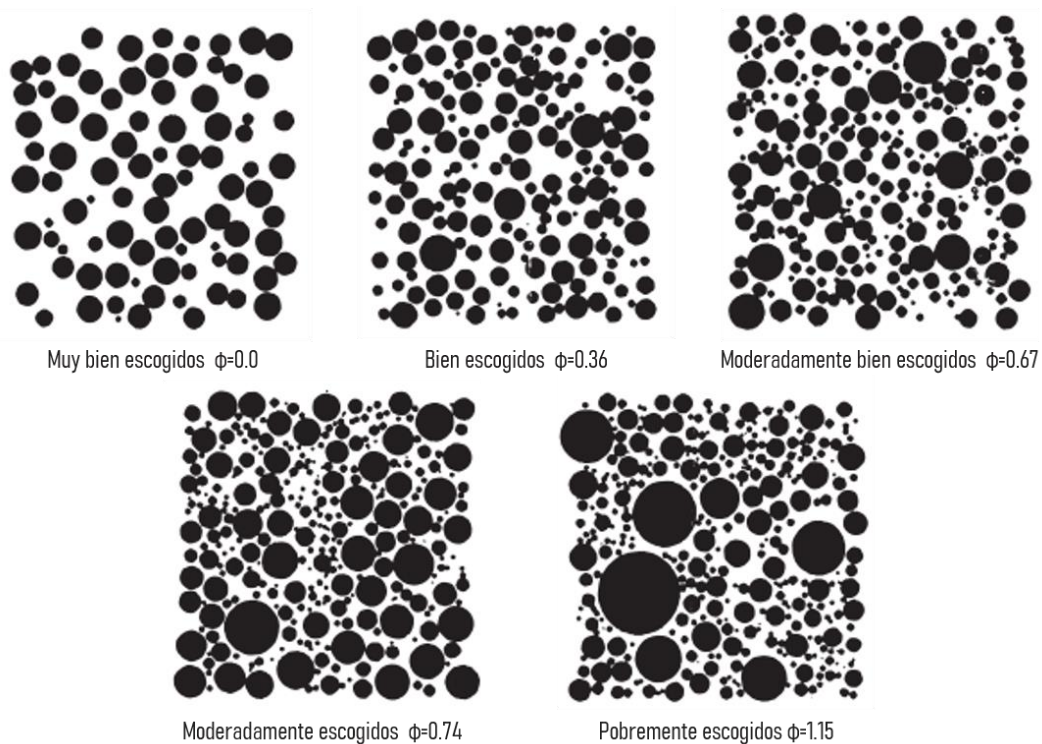 Muy bien escogidos ϕ=0.0
Bien escogidos ϕ=0.36
Moderadamente bien escogidos ϕ=0.67
Moderadamente escogidos ϕ=0.74
Pobremente escogidos ϕ=1.15